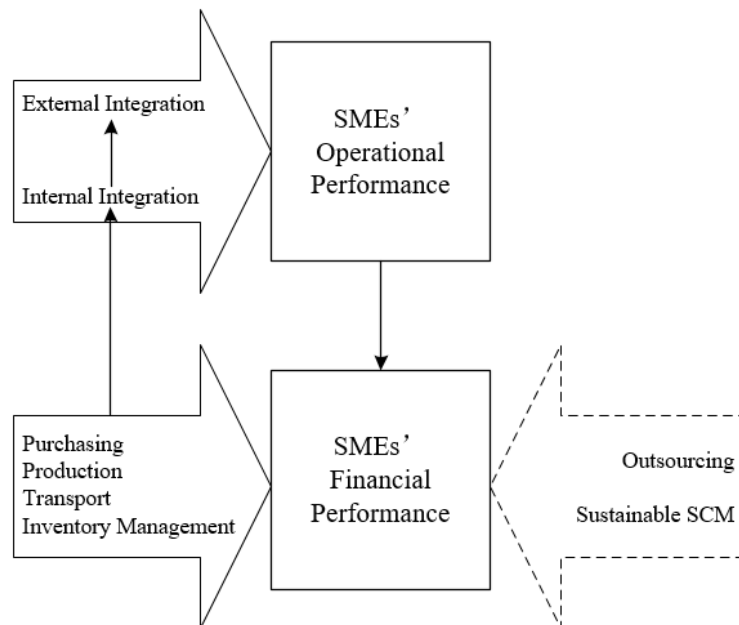 External Integration
Internal Integration
SMEs’
Operational
Performance
Purchasing
Production
Transport
Inventory Management
SMEs’
Financial
Performance
Outsourcing
Sustainable SCM